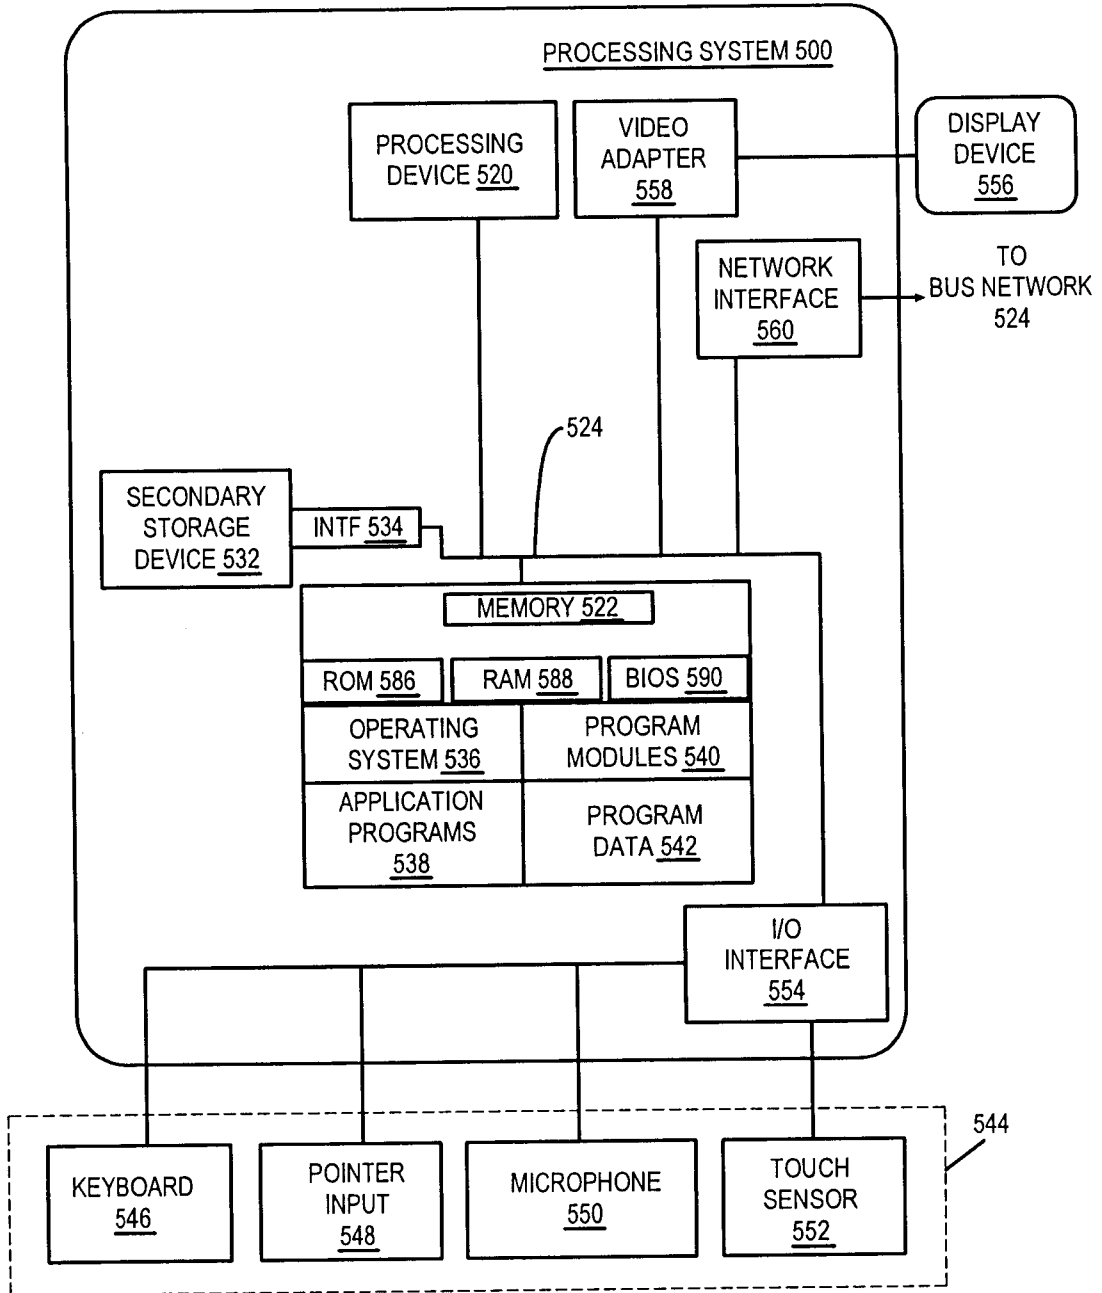 PROCESSING SYSTEM 500
PROCESSING
DEVICE 520
VIDEO
ADAPTER
558
DISPLAY
DEVICE
556
NETWORK
INTERFACE
560
TO
BUS NETWORK
524
524
SECONDARY
STORAGE
DEVICE 532
INTF 534
MEMORY 522
ROM 586
RAM 588
BIOS 590
OPERATING
SYSTEM 536
PROGRAM
MODULES 540
APPLICATION
PROGRAMS
538
PROGRAM
DATA 542
I/O
INTERFACE
554
544
KEYBOARD
546
POINTER
INPUT
548
MICROPHONE
550
TOUCH
SENSOR
552